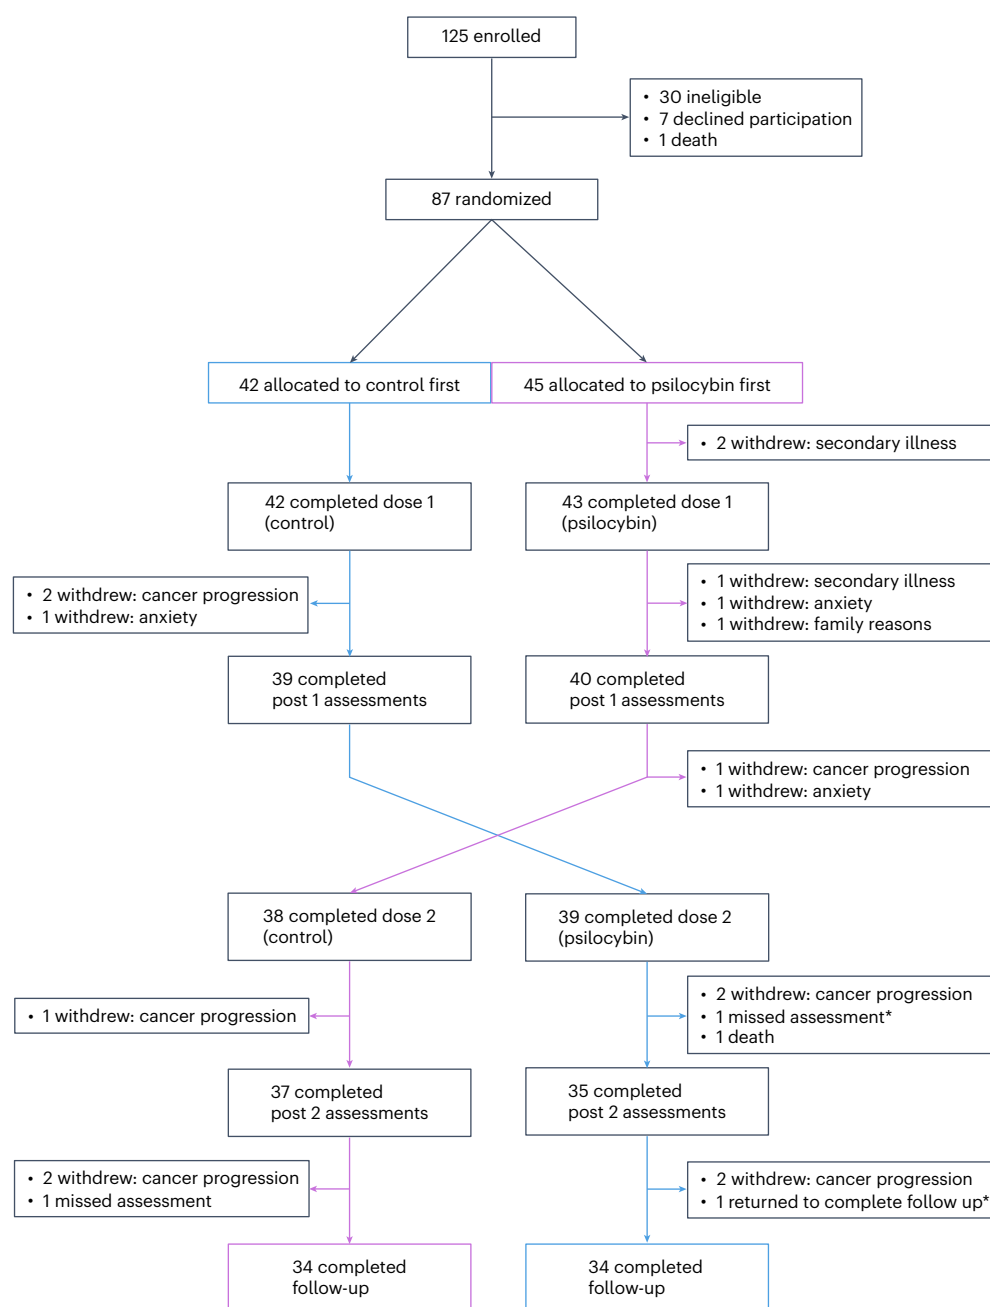 125 enrolled
• 30 ineligible
• 7 declined participation
• 1 death
87 randomized
42 allocated to control first
45 allocated to psilocybin first
• 2 withdrew: secondary illness
42 completed dose 1
(control)
43 completed dose 1
(psilocybin)
• 2 withdrew: cancer progression
• 1 withdrew: anxiety
• 1 withdrew: secondary illness
• 1 withdrew: anxiety
• 1 withdrew: family reasons
39 completed
post 1 assessments
40 completed
post 1 assessments
• 1 withdrew: cancer progression
• 1 withdrew: anxiety
38 completed dose 2
(control)
39 completed dose 2
(psilocybin)
• 1 withdrew: cancer progression
• 2 withdrew: cancer progression
• 1 missed assessment*
• 1 death
37 completed
post 2 assessments
35 completed
post 2 assessments
• 2 withdrew: cancer progression
• 1 missed assessment
• 2 withdrew: cancer progression
• 1 returned to complete follow up*
34 completed
follow-up
34 completed
follow-up